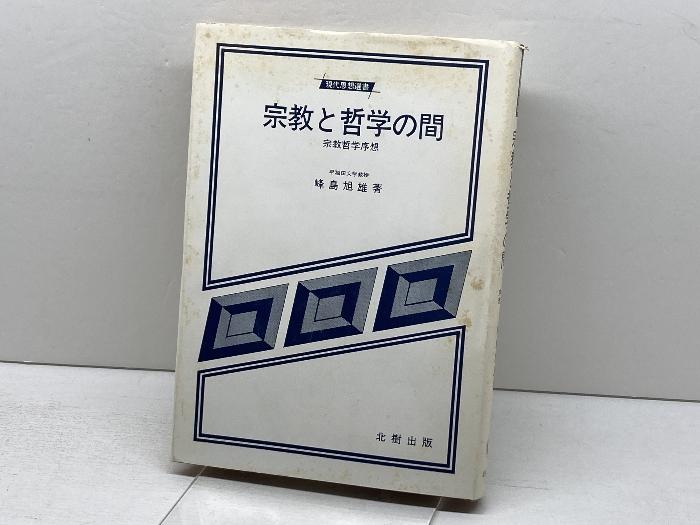 現代思想選書
宗教と哲学の間
宗教哲学序想
早稲田大学教授
峰島旭雄著
北樹出版